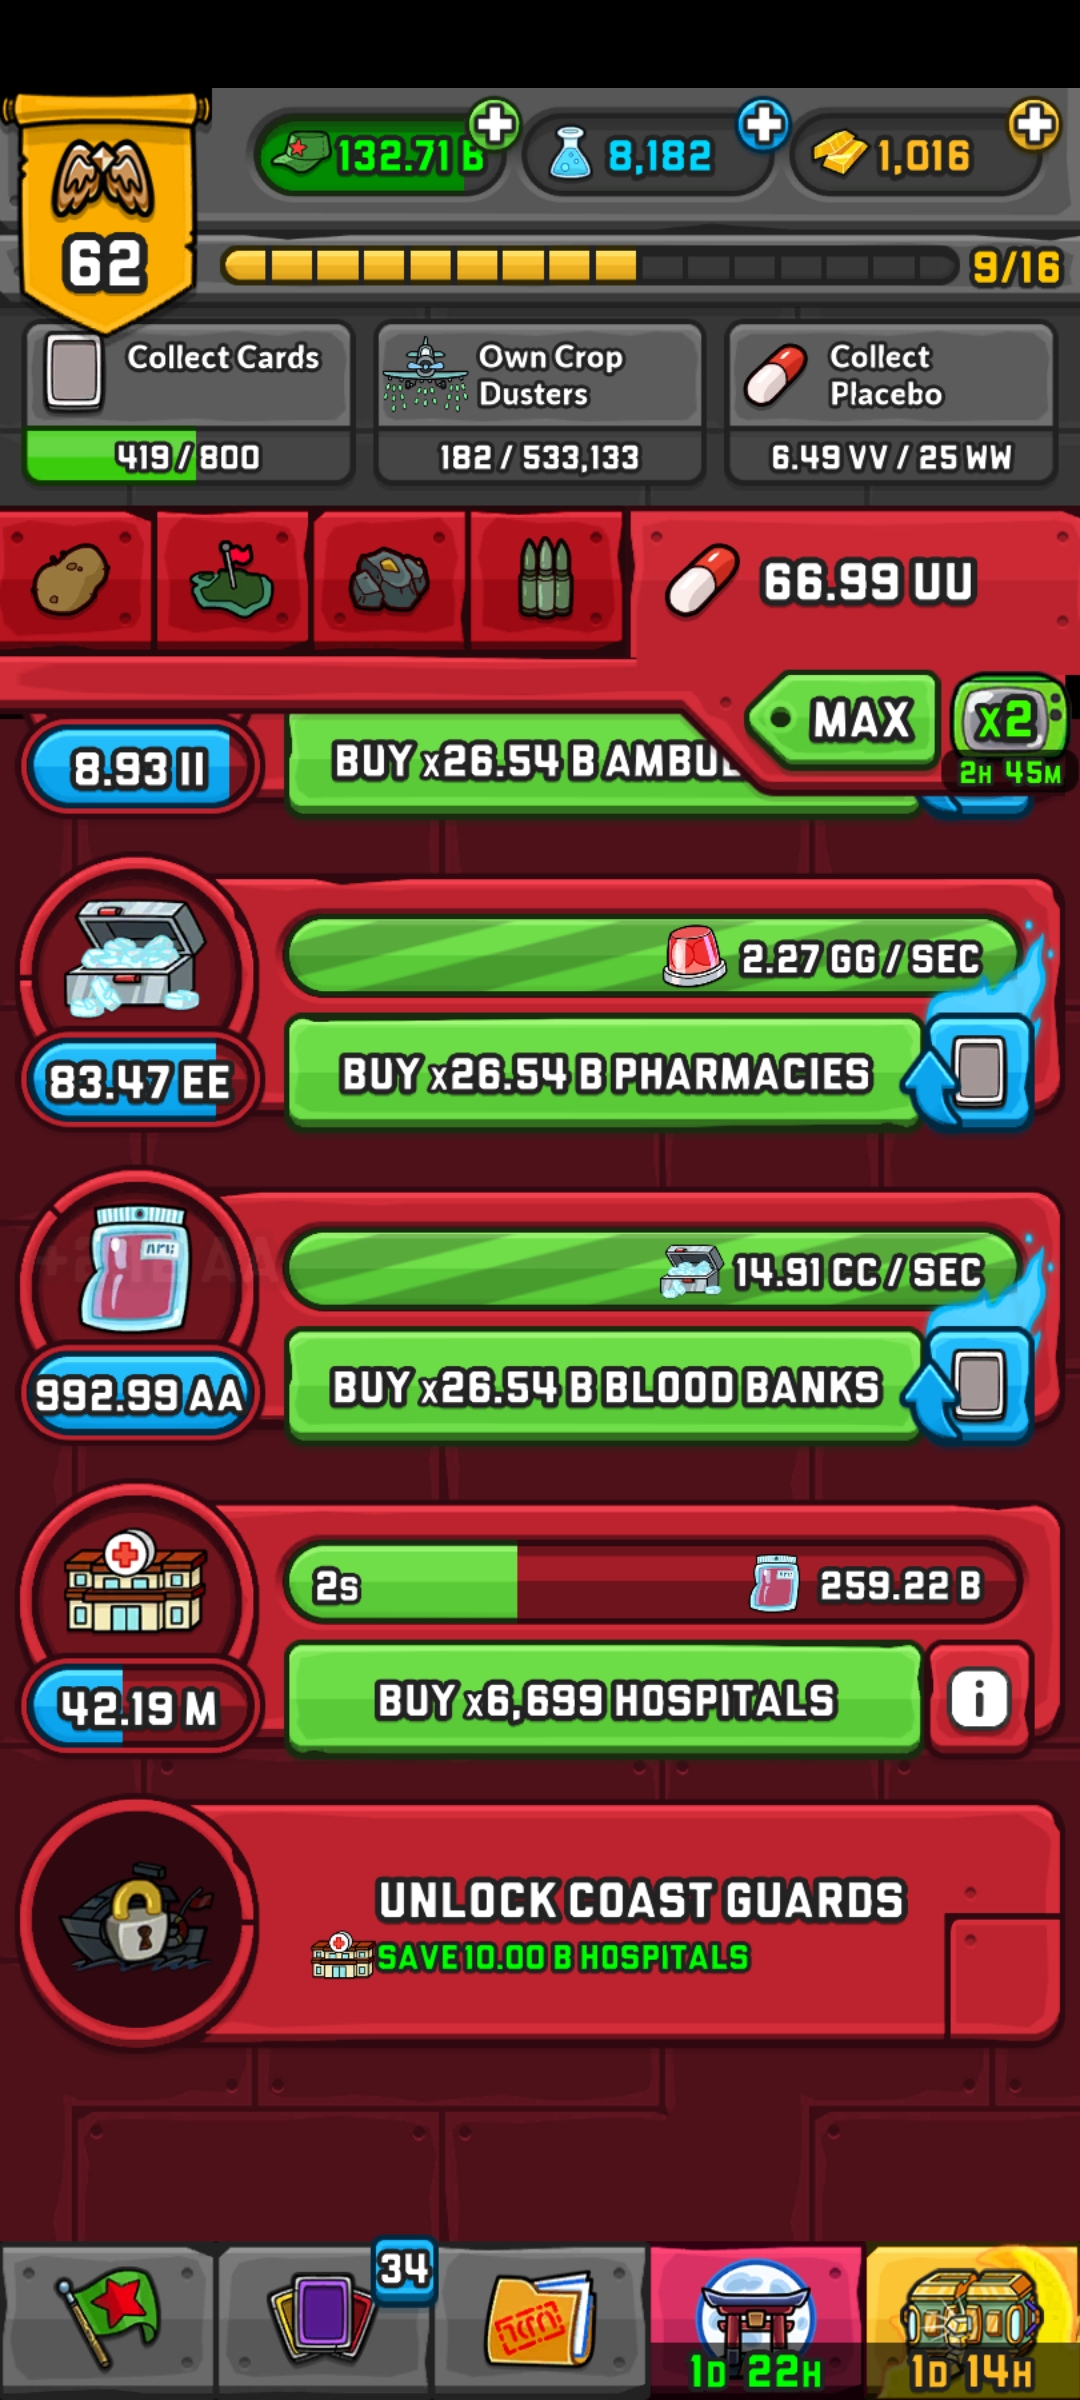 132.71 B
8,182
1,016
62
9/16
Collect Cards
419 / 800
Own Crop
Dusters
182 / 533,133
Collect
Placebo
6.49 VV / 25 WW
66.99 UU
MAX
x2
2H 45M
8.93 II
BUY x26.54 B AMBUL
2.27 GG / SEC
83.47 EE
BUY x26.54 B PHARMACIES
14.91 CC / SEC
992.99 AA
BUY x26.54 B BLOOD BANKS
2S
259.22 B
42.19 M
BUY x6,699 HOSPITALS
i
UNLOCK COAST GUARDS
SAVE 10.00 B HOSPITALS
34
1D 22H
1D 14H